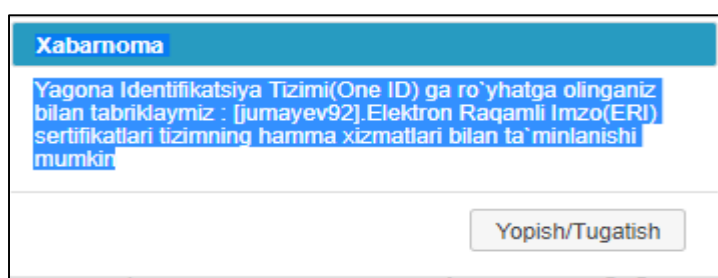 Xabarnoma
Yagona Identifikatsiya Tizimi(One ID) ga ro`yhatga olinganiz
bilan tabriklaymiz : [jumayev92].Elektron Raqamli Imzo(ERI)
sertifikatlari tizimning hamma xizmatlari bilan ta`minlanishi
mumkin
Yopish/Tugatish